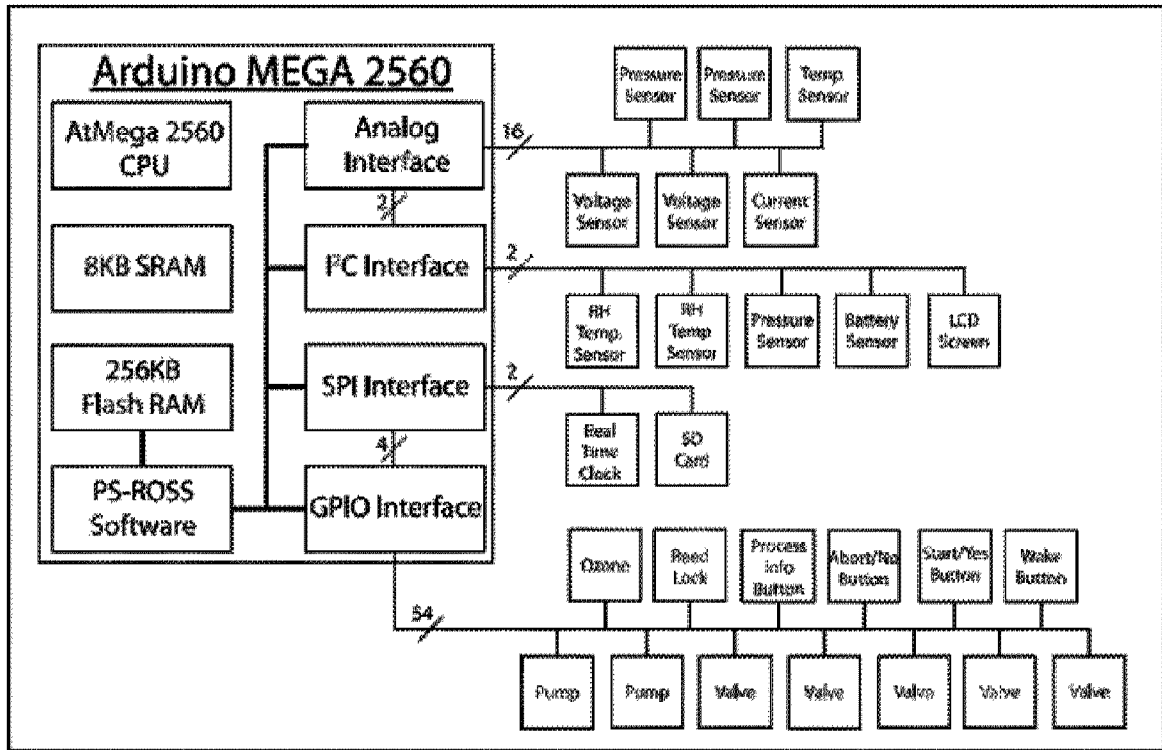 Arduino MEGA 2560
AtMega 2560
CPU
8KB SRAM
256KB
Flash RAM
PS-ROSS
Software
Analog
Interface
2
I²C Interface
SPI Interface
4
GPIO Interface
16
Pressure
Sensor
Pressure
Sensor
Temp
Sensor
Voltage
Sensor
Voltage
Sensor
Current
Sensor
2
RH
Temp.
Sensor
RH
Temp
Sensor
Pressure
Sensor
Battery
Sensor
LCD
Screen
2
Real
Time
Clock
SD
Card
54
Ozone
Reed
Lock
Process
Info
Button
Abort/No
Button
Start/Yes
Button
Wake
Button
Pump
Pump
Valve
Valve
Valve
Valve
Valve